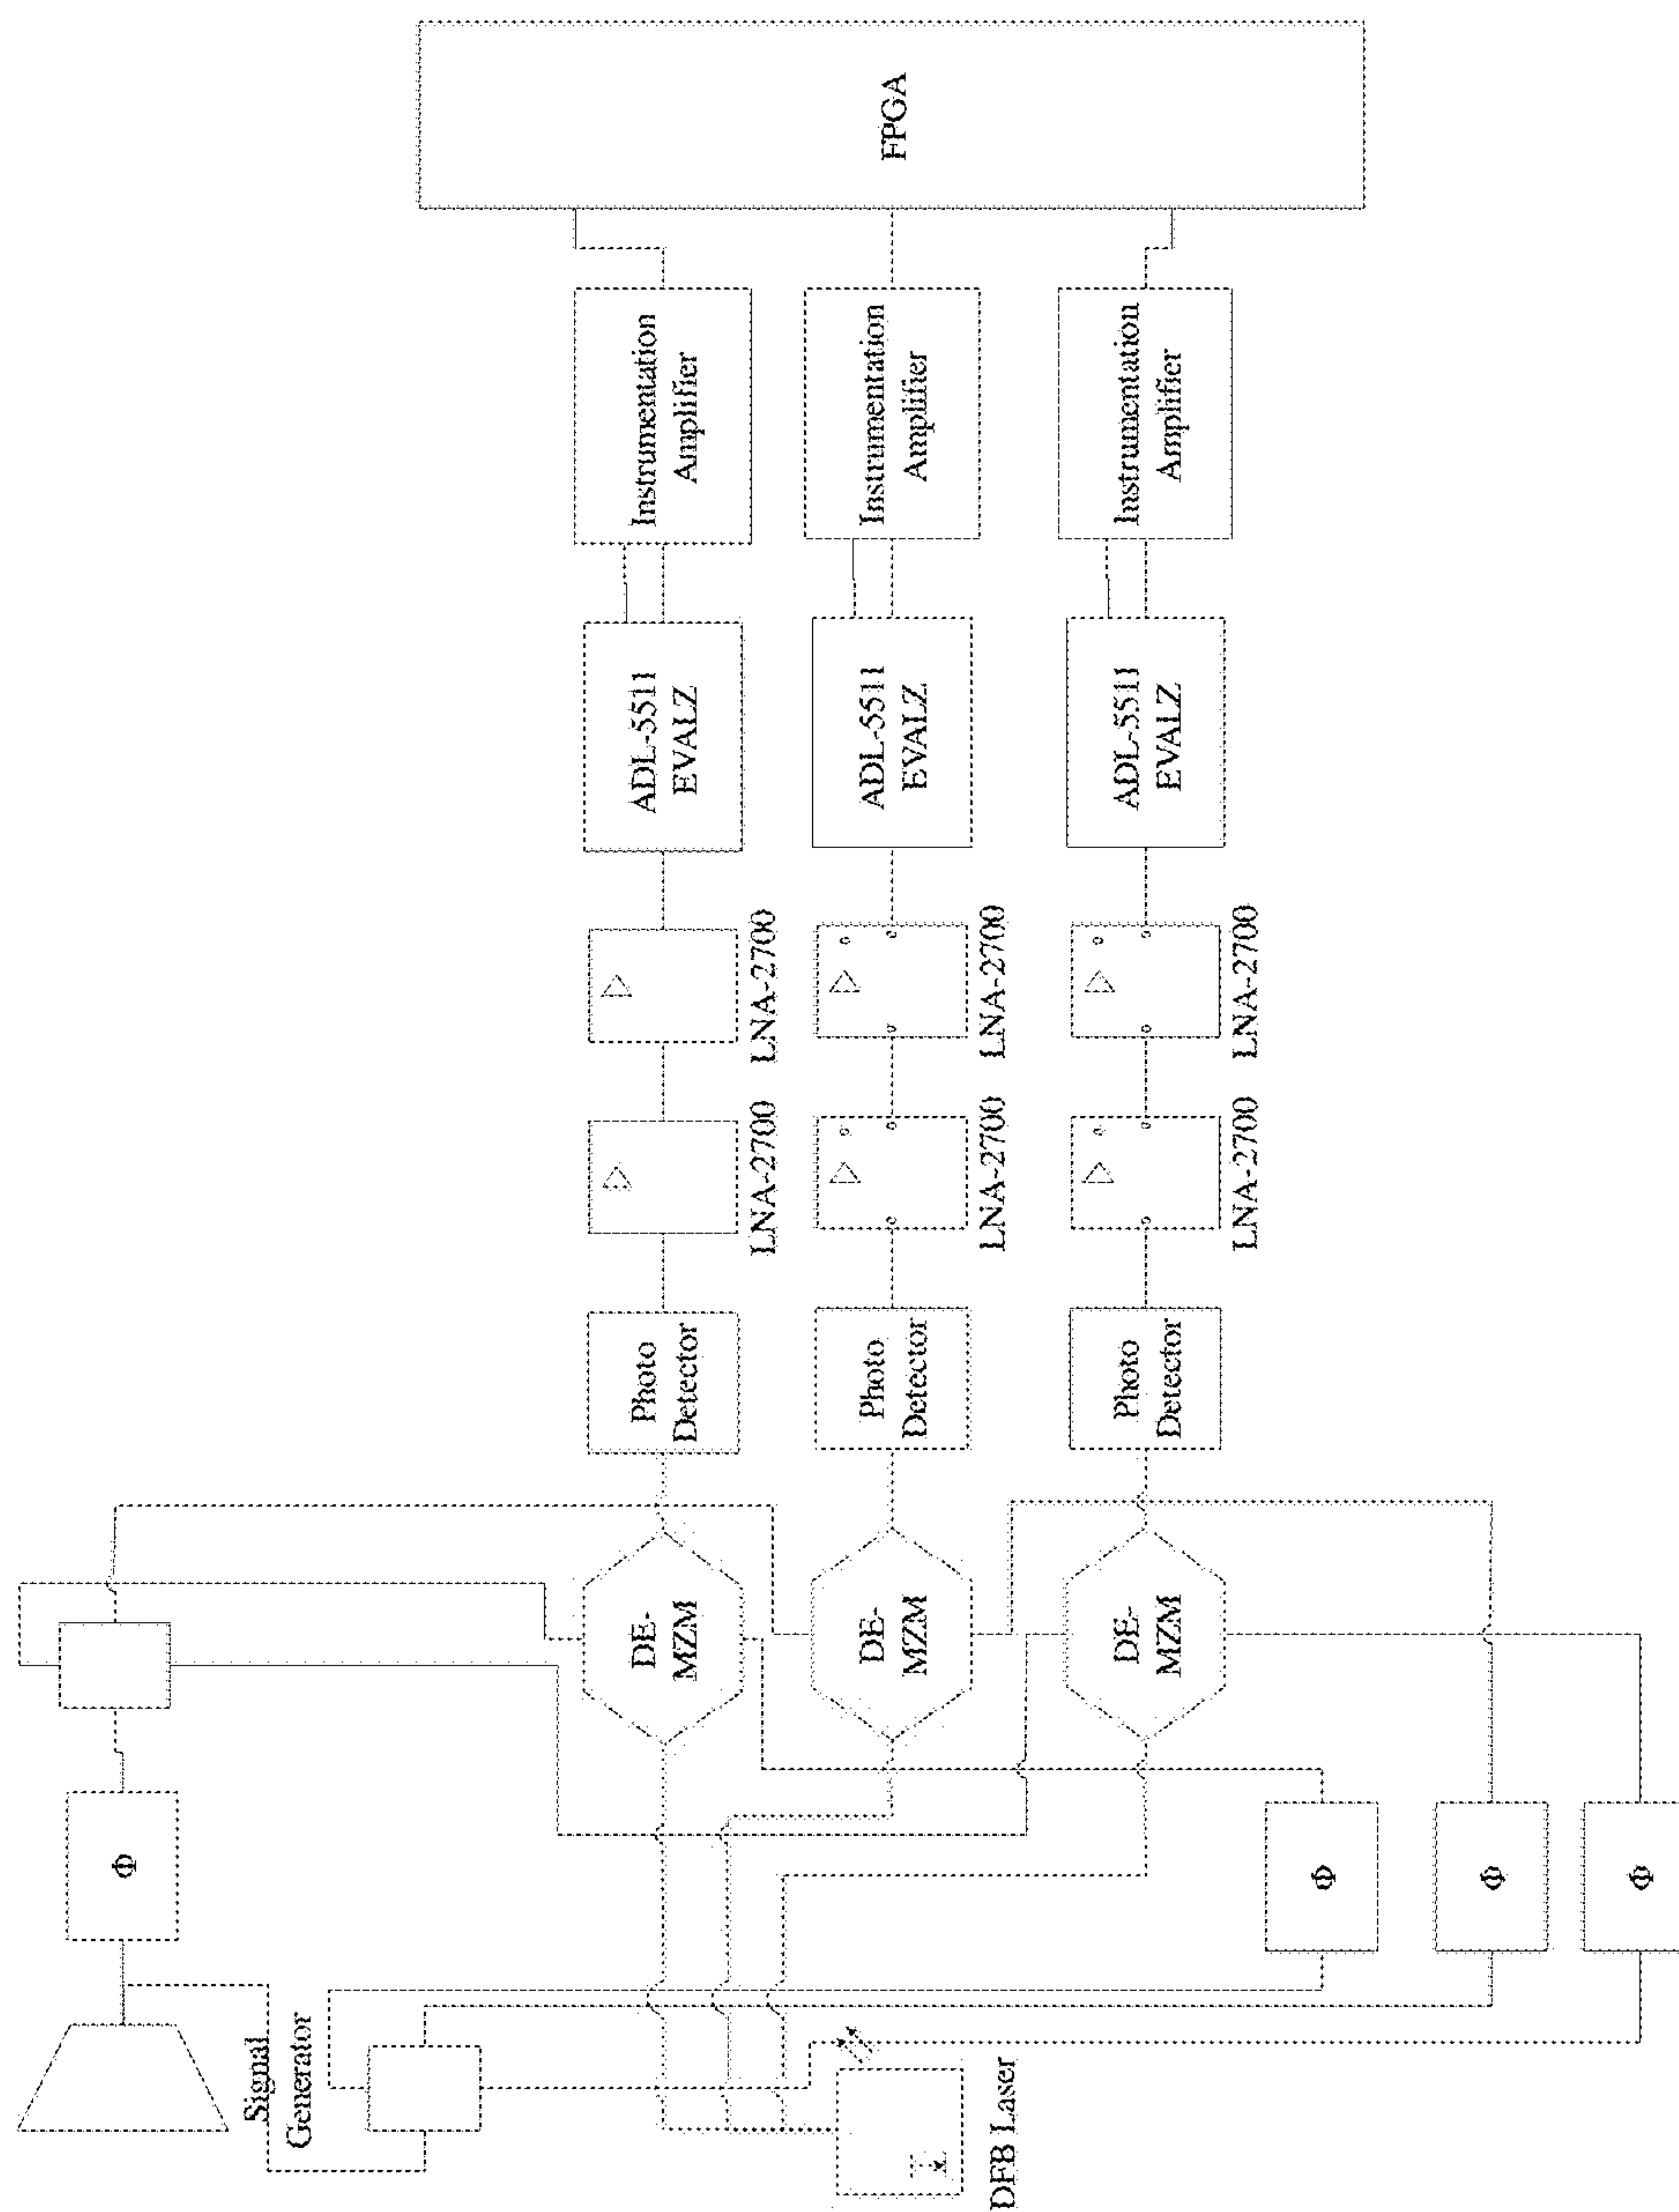 Signal
Generator
Φ
DFB Laser
Φ
Φ
Φ
DE-
MZM
DE-
MZM
DE-
MZM
Photo
Detector
Photo
Detector
Photo
Detector
LNA-2700
LNA-2700
LNA-2700
LNA-2700
LNA-2700
LNA-2700
ADL-5511
EVALZ
ADL-5511
EVALZ
ADL-5511
EVALZ
Instrumentation
Amplifier
Instrumentation
Amplifier
Instrumentation
Amplifier
FPGA